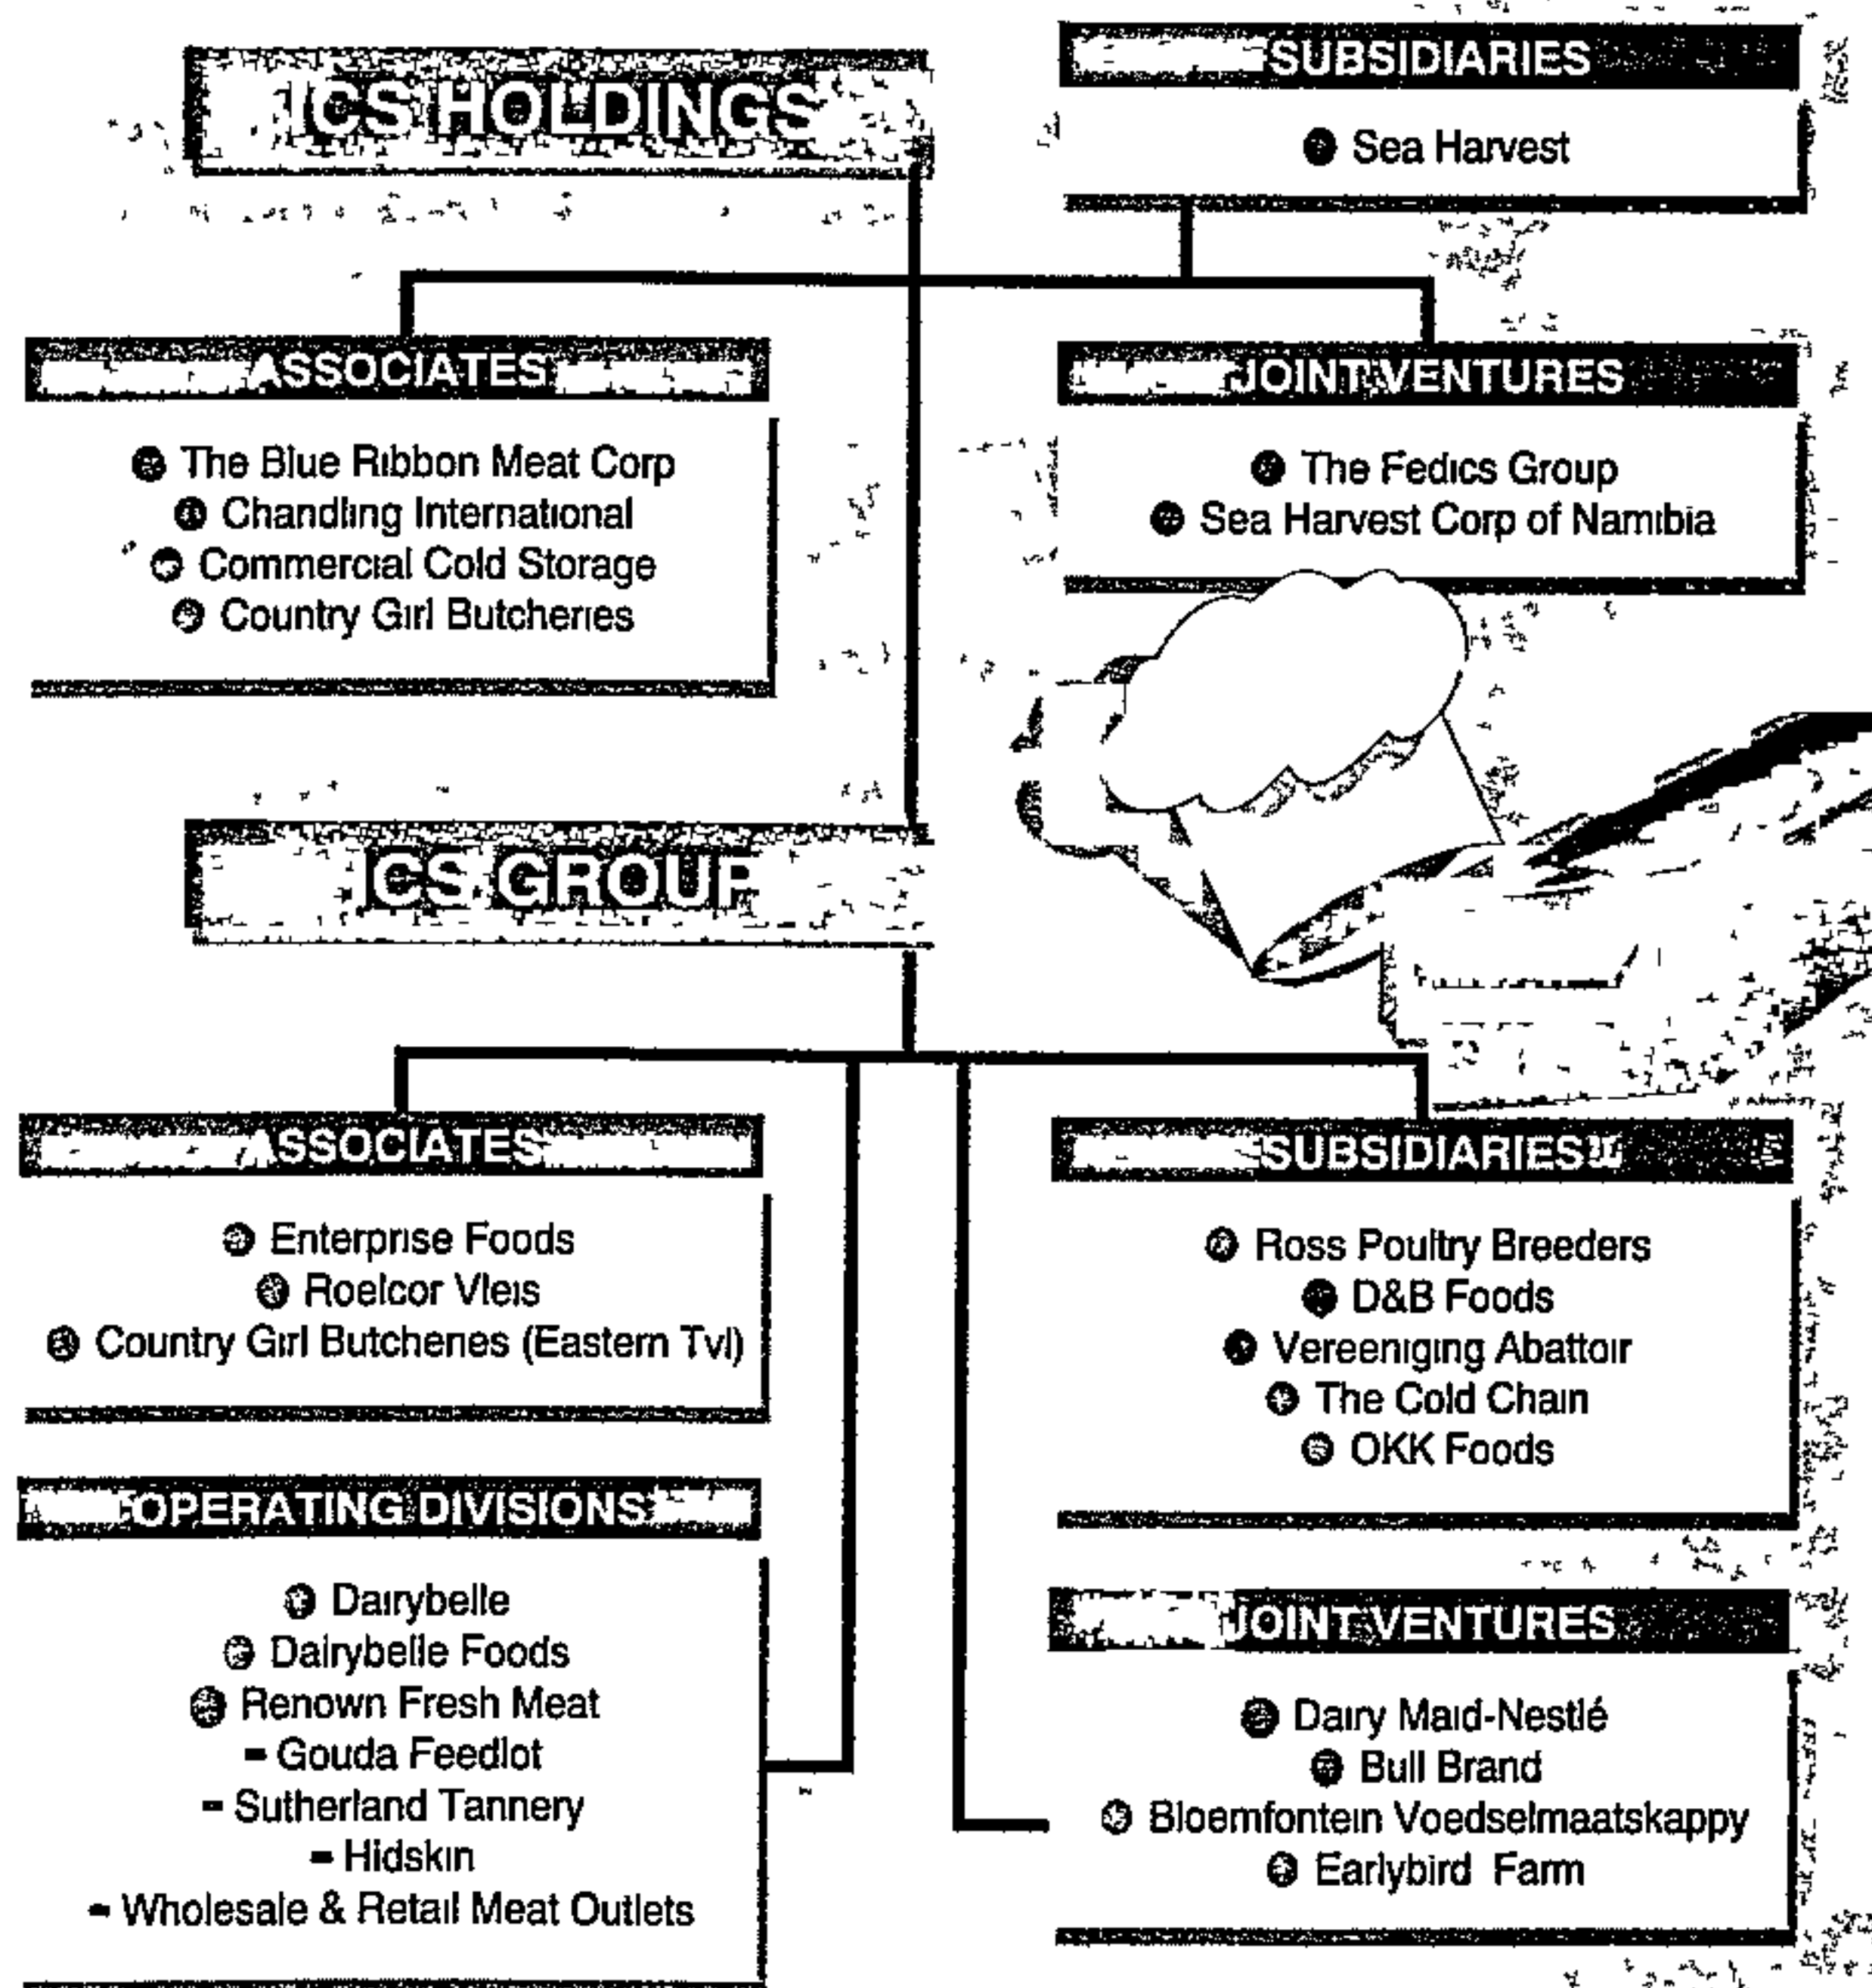 ICS HOLDINGS
SUBSIDIARIES
Sea Harvest
ASSOCIATES
The Blue Ribbon Meat Corp
Chandling International
Commercial Cold Storage
Country Girl Butcheries
JOINT VENTURES
The Fedics Group
Sea Harvest Corp of Namibia
ICS GROUP
ASSOCIATES
Enterprise Foods
Roelcor Vleis
Country Girl Butcheries (Eastern Tvl)
OPERATING DIVISIONS
Dairybelle
Dairybelle Foods
Renown Fresh Meat
- Gouda Feedlot
- Sutherland Tannery
- Hidskin
- Wholesale & Retail Meat Outlets
SUBSIDIARIES
Ross Poultry Breeders
D&B Foods
Vereeniging Abattoir
The Cold Chain
OKK Foods
JOINT VENTURES
Dairy Maid-Nestlé
Bull Brand
Bloemfontein Voedselmaatskappy
Earlybird Farm